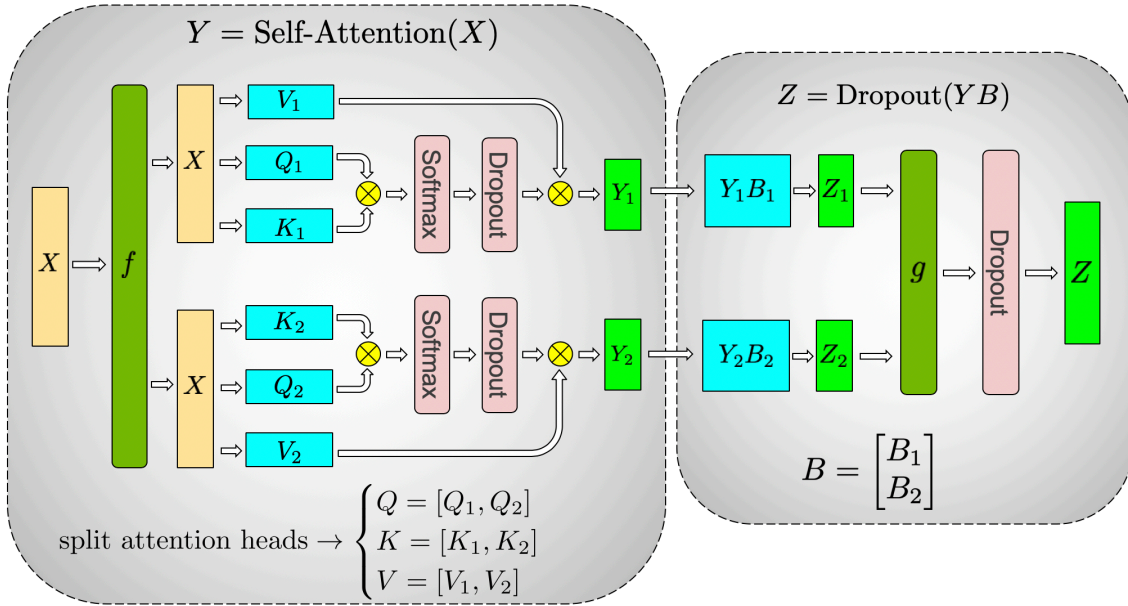 Y = Self-Attention(X)
X
f
X
V₁
Q₁
K₁
Softmax
Dropout
Y₁
X
K₂
Q₂
V₂
Softmax
Dropout
Y₂
split attention heads → { Q = [Q₁, Q₂]
K = [K₁, K₂]
V = [V₁, V₂]
Z = Dropout(YB)
Y₁B₁
Z₁
Y₂B₂
Z₂
g
Dropout
Z
B = [B₁
B₂]